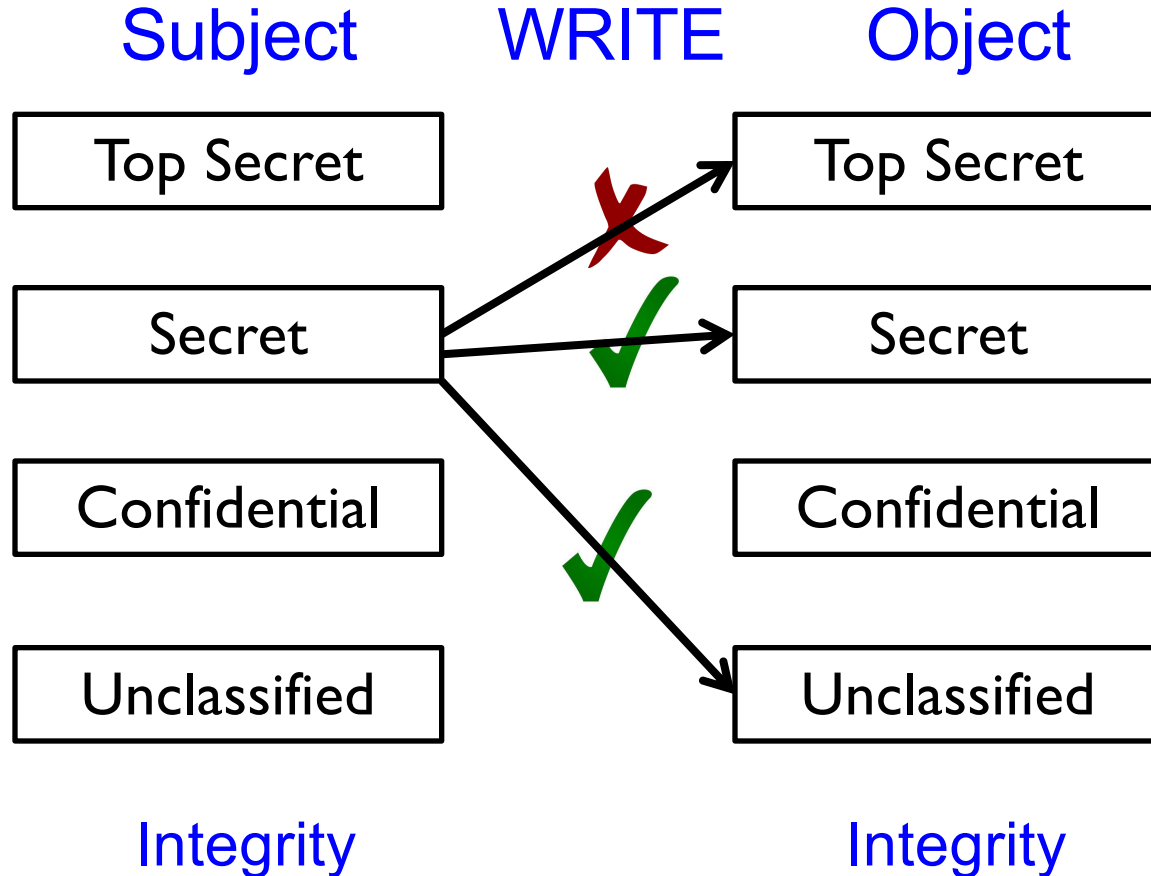 Subject WRITE Object
Top Secret Top Secret
Secret Secret
Confidential Confidential
Unclassified Unclassified
Integrity Integrity